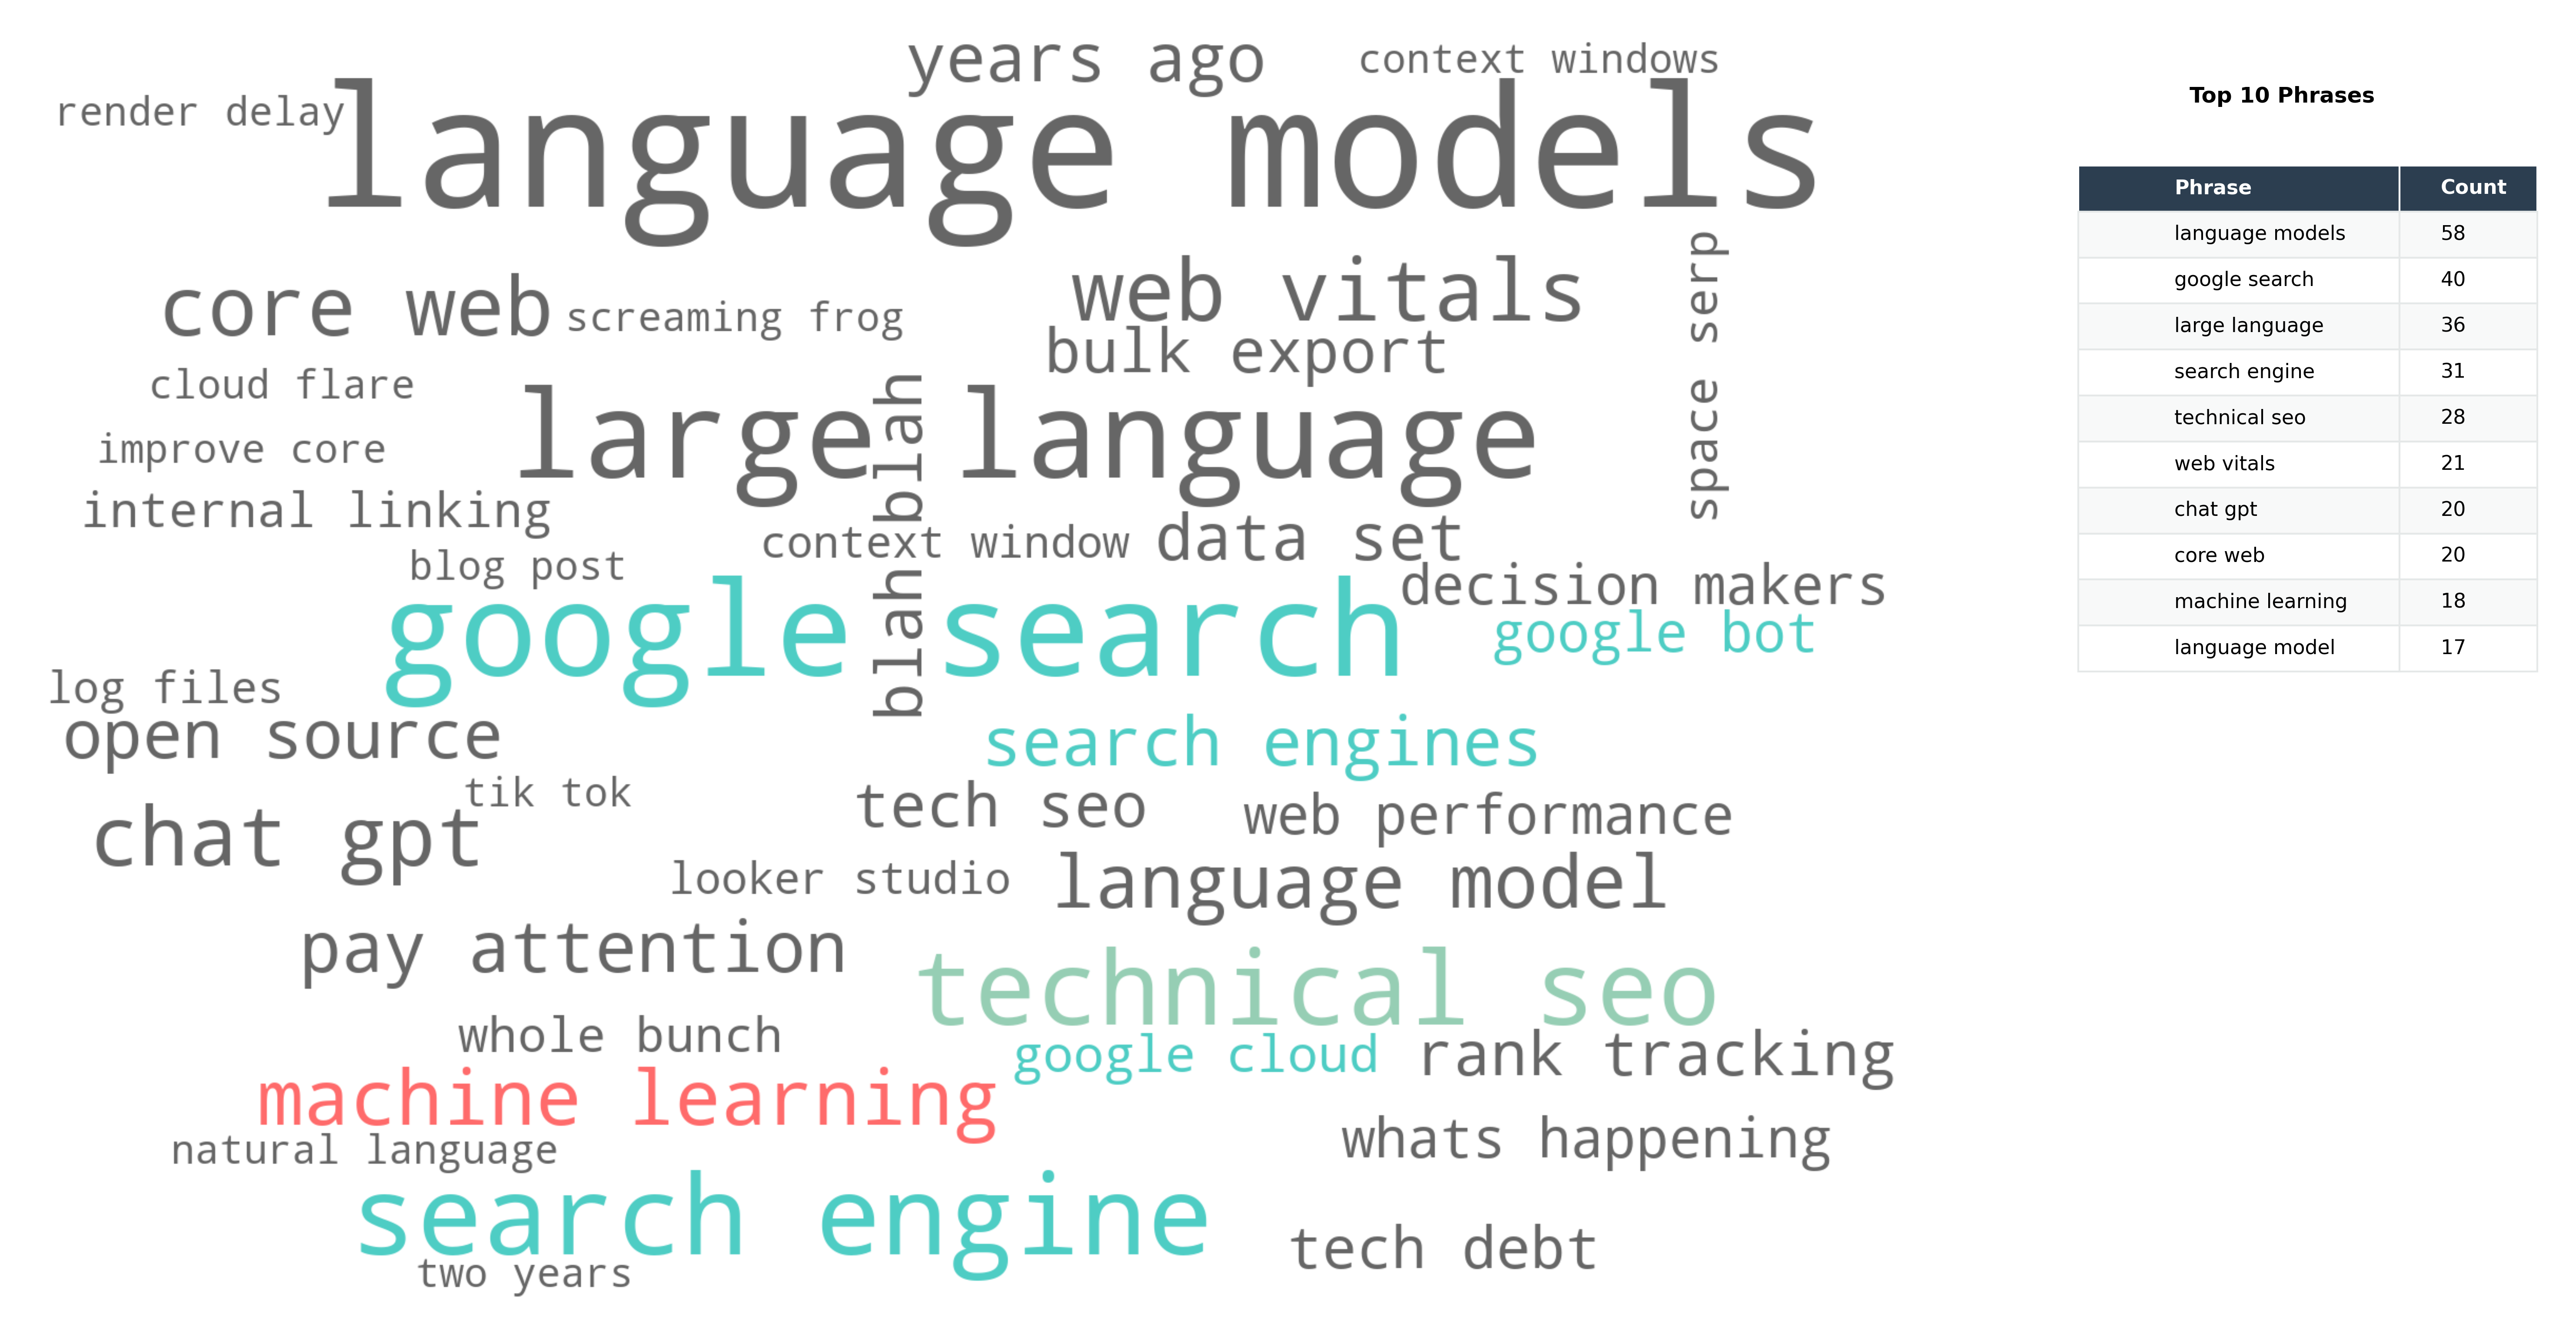 years ago
context windows
render delay
language models
space serp
core web
screaming frog
web vitals
bulk export
cloud flare
large language
blah blah
improve core
internal linking
context window
data set
blog post
decision makers
google search
google bot
log files
open source
search engines
tik tok
tech seo
web performance
chat gpt
looker studio
language model
pay attention
technical seo
whole bunch
google cloud
rank tracking
machine learning
whats happening
natural language
search engine
tech debt
two years
Top 10 Phrases
Phrase Count
language models 58
google search 40
large language 36
search engine 31
technical seo 28
web vitals 21
chat gpt 20
core web 20
machine learning 18
language model 17